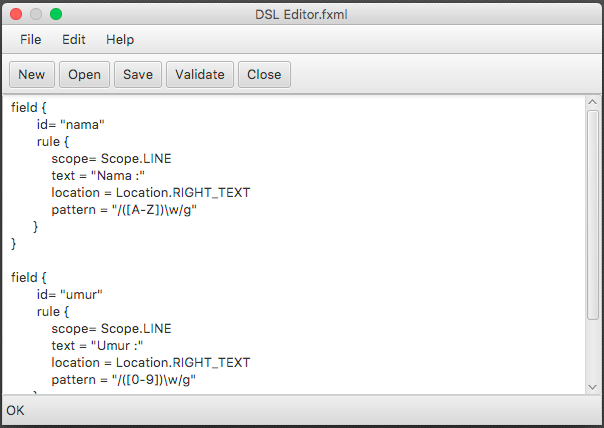 DSL Editor.fxml
File Edit Help
New Open Save Validate Close
field {
id= "nama"
rule {
scope= Scope.LINE
text = "Nama :"
location = Location.RIGHT_TEXT
pattern = "/([A-Z])\w/g"
}
}
field {
id= "umur"
rule {
scope= Scope.LINE
text = "Umur :"
location = Location.RIGHT_TEXT
pattern = "/([0-9])\w/g"
OK